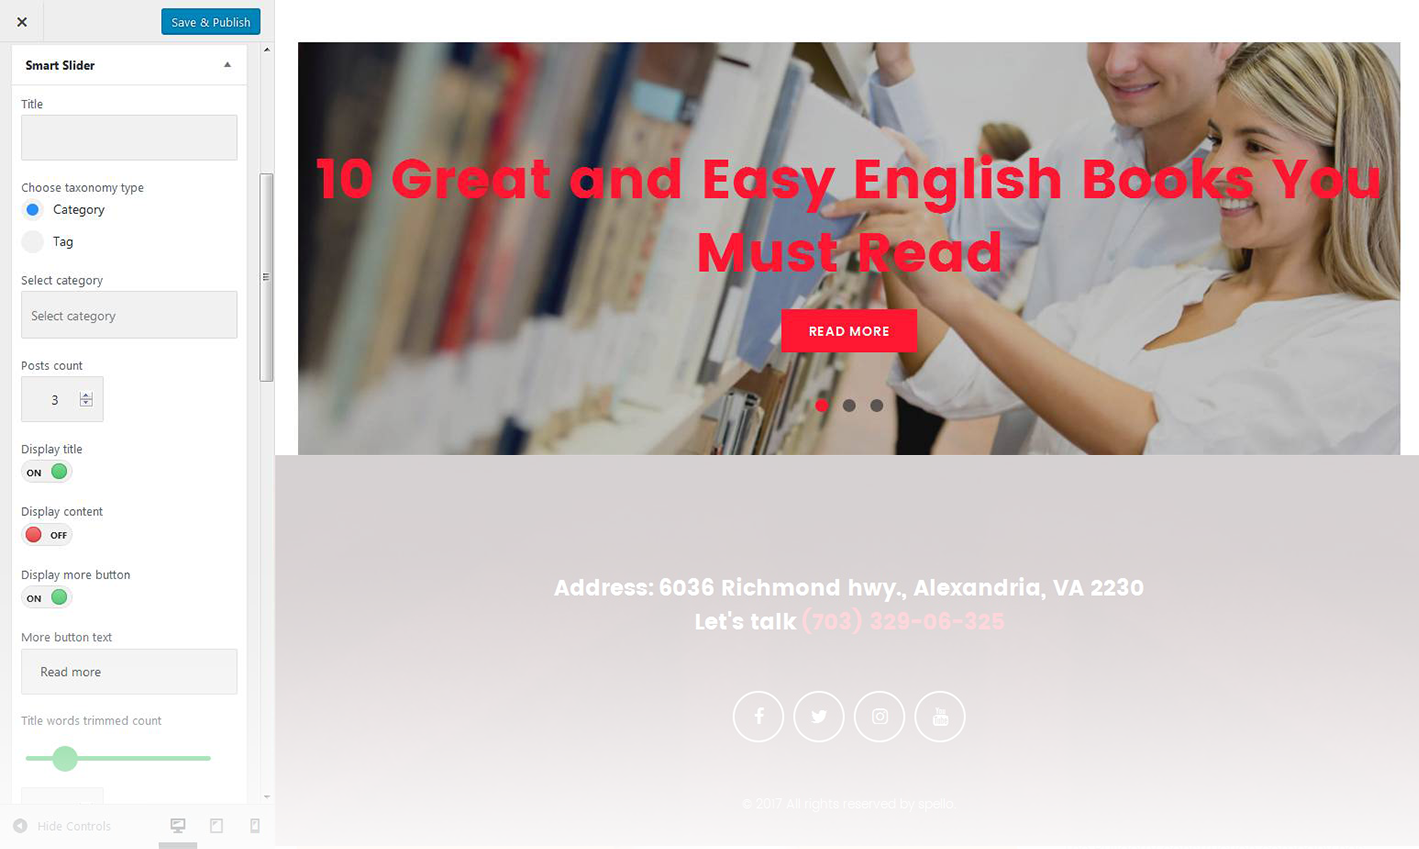 Save & Publish
Smart Slider
Title
Choose taxonomy type
Category
Tag
Select category
Select category
Posts count
3
Display title
ON
Display content
OFF
Display more button
ON
More button text
Read more
Title words trimmed count
Hide Controls
10 Great and Easy English Books You
Must Read
READ MORE
Address: 6036 Richmond hwy., Alexandria, VA 2230
Let's talk (703) 329-06-325
© 2017 All rights reserved by spello.